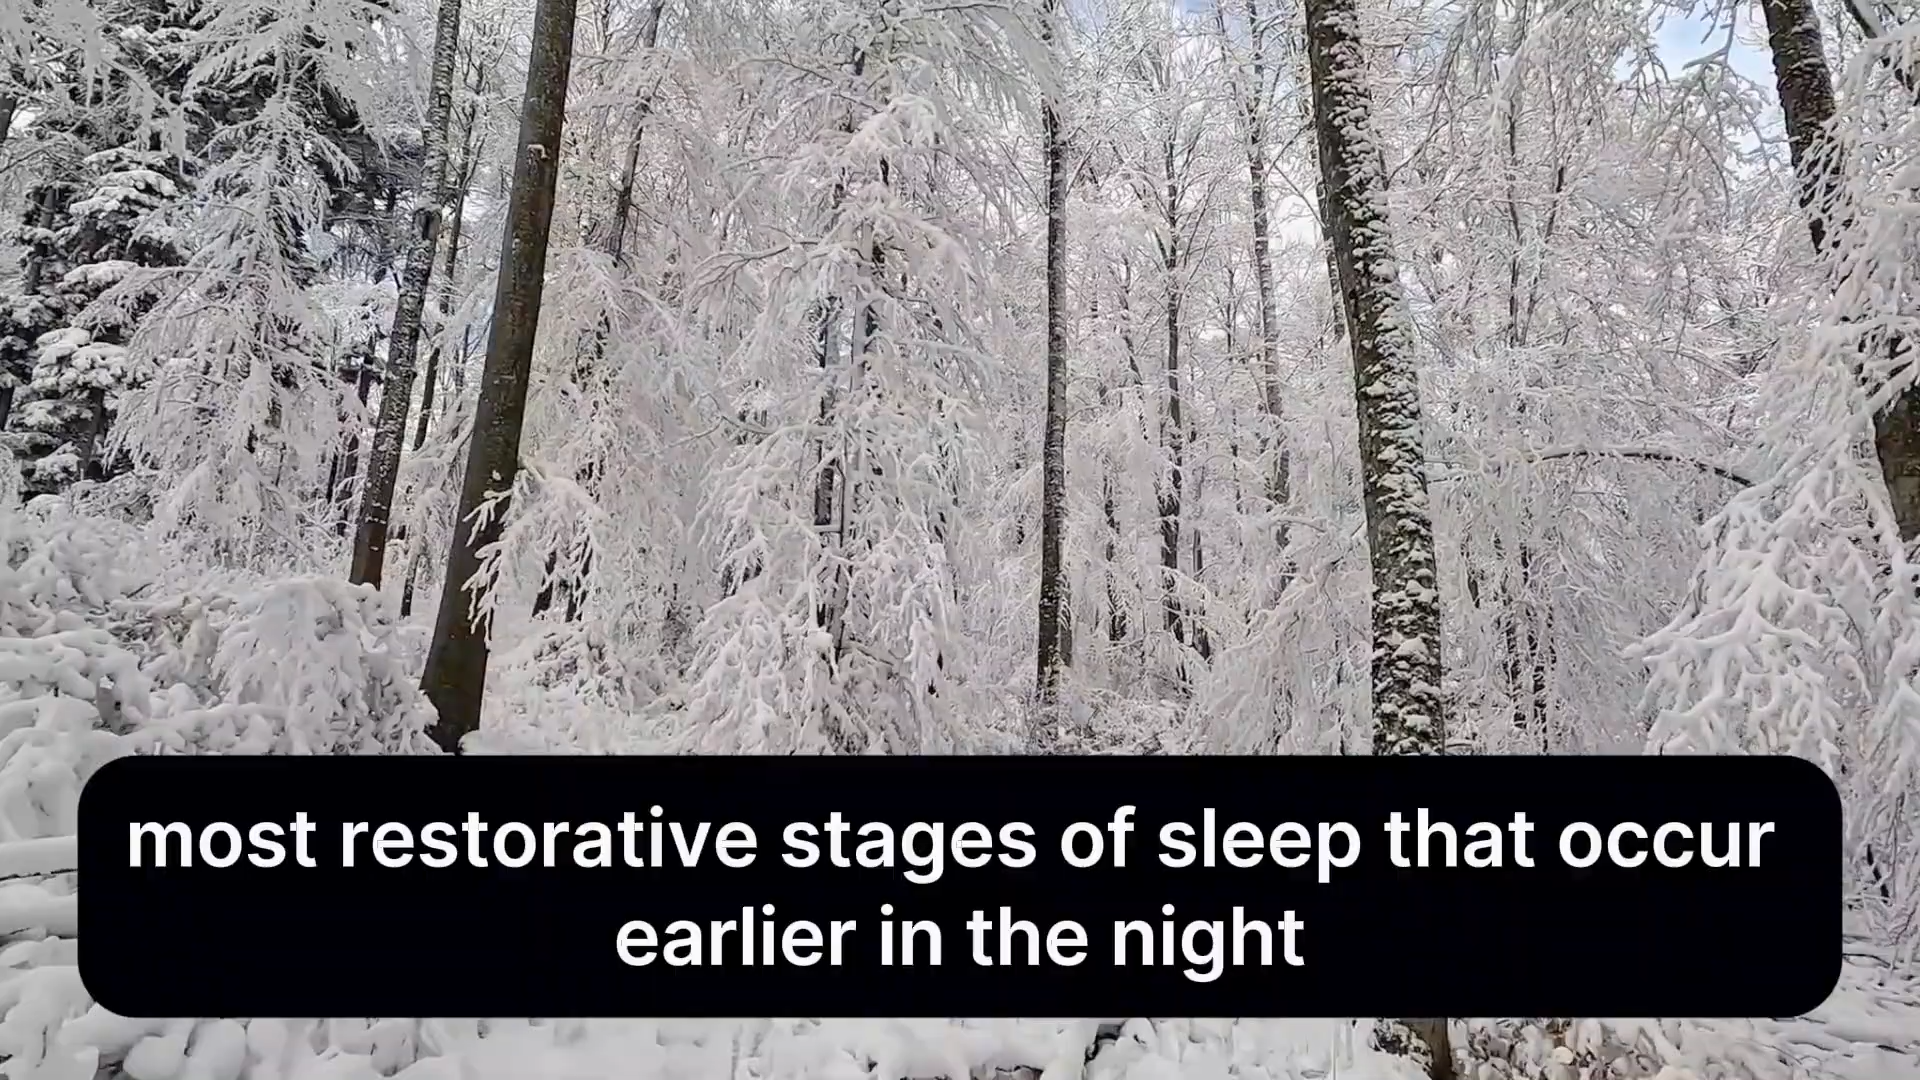 most restorative stages of sleep that occur
earlier in the night